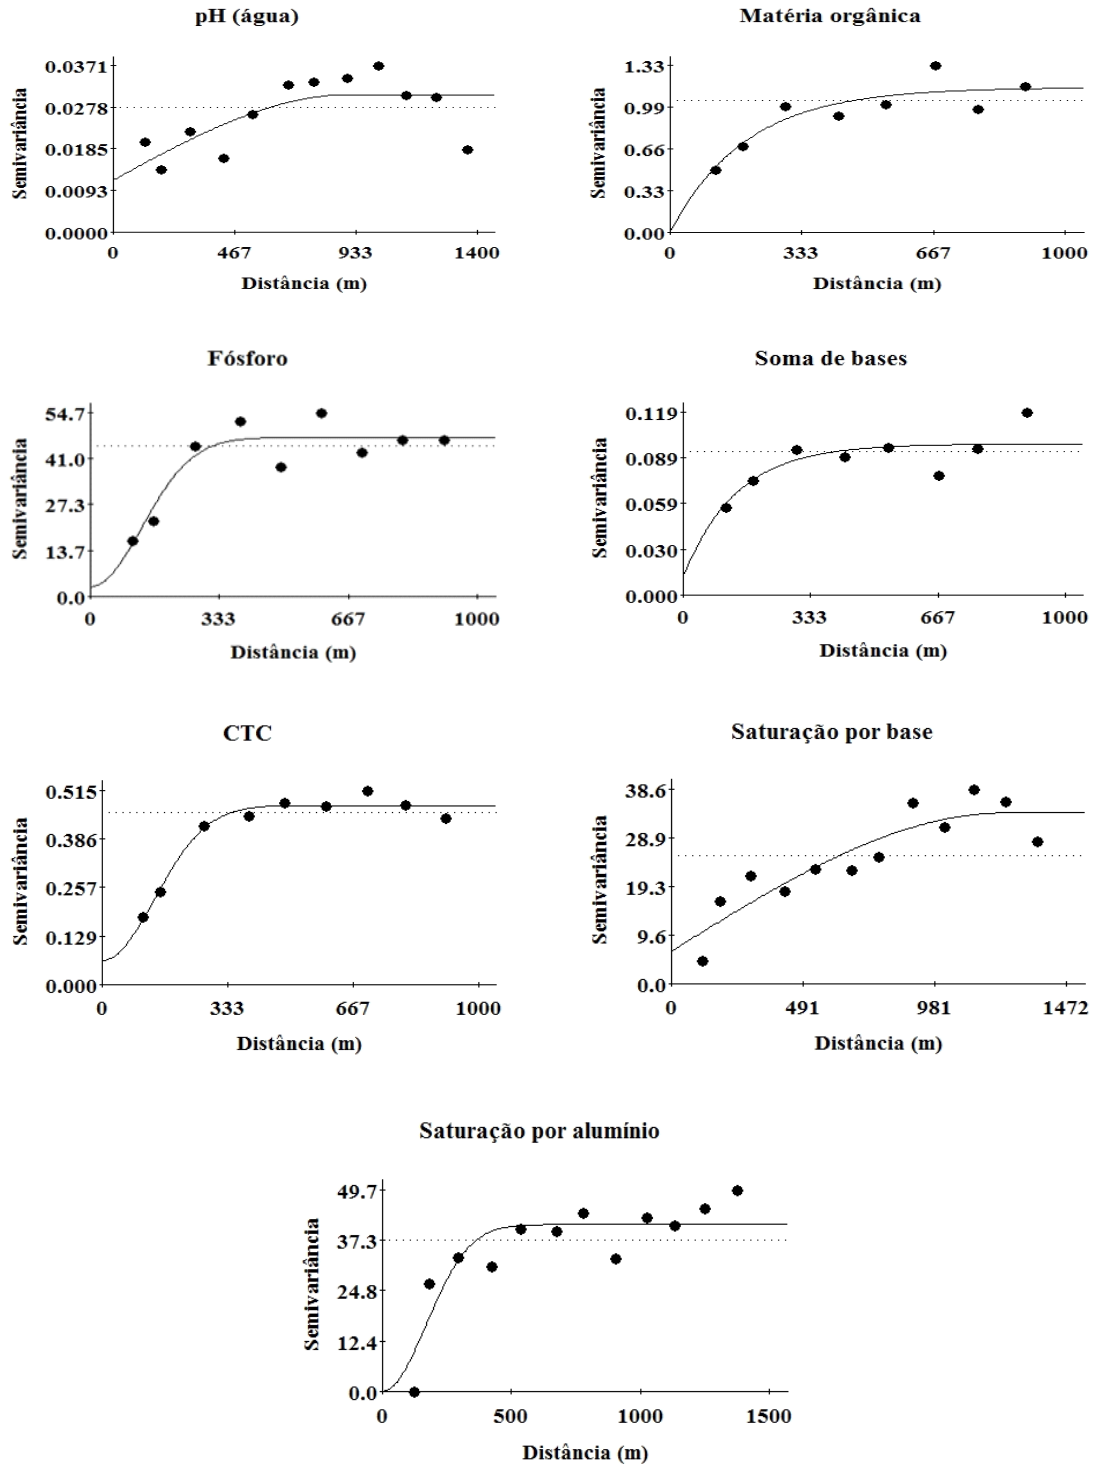 pH (água)
Semivariância
0.0371
0.0278
0.0185
0.0093
0.0000
0 467 933 1400
Distância (m)
Matéria orgânica
Semivariância
1.33
0.99
0.66
0.33
0.00
0 333 667 1000
Distância (m)
Fósforo
Semivariância
54.7
41.0
27.3
13.7
0.0
0 333 667 1000
Distância (m)
Soma de bases
Semivariância
0.119
0.089
0.059
0.030
0.000
0 333 667 1000
Distância (m)
CTC
Semivariância
0.515
0.386
0.257
0.129
0.000
0 333 667 1000
Distância (m)
Saturação por base
Semivariância
38.6
28.9
19.3
9.6
0.0
0 491 981 1472
Distância (m)
Saturação por alumínio
Semivariância
49.7
37.3
24.8
12.4
0.0
0 500 1000 1500
Distância (m)